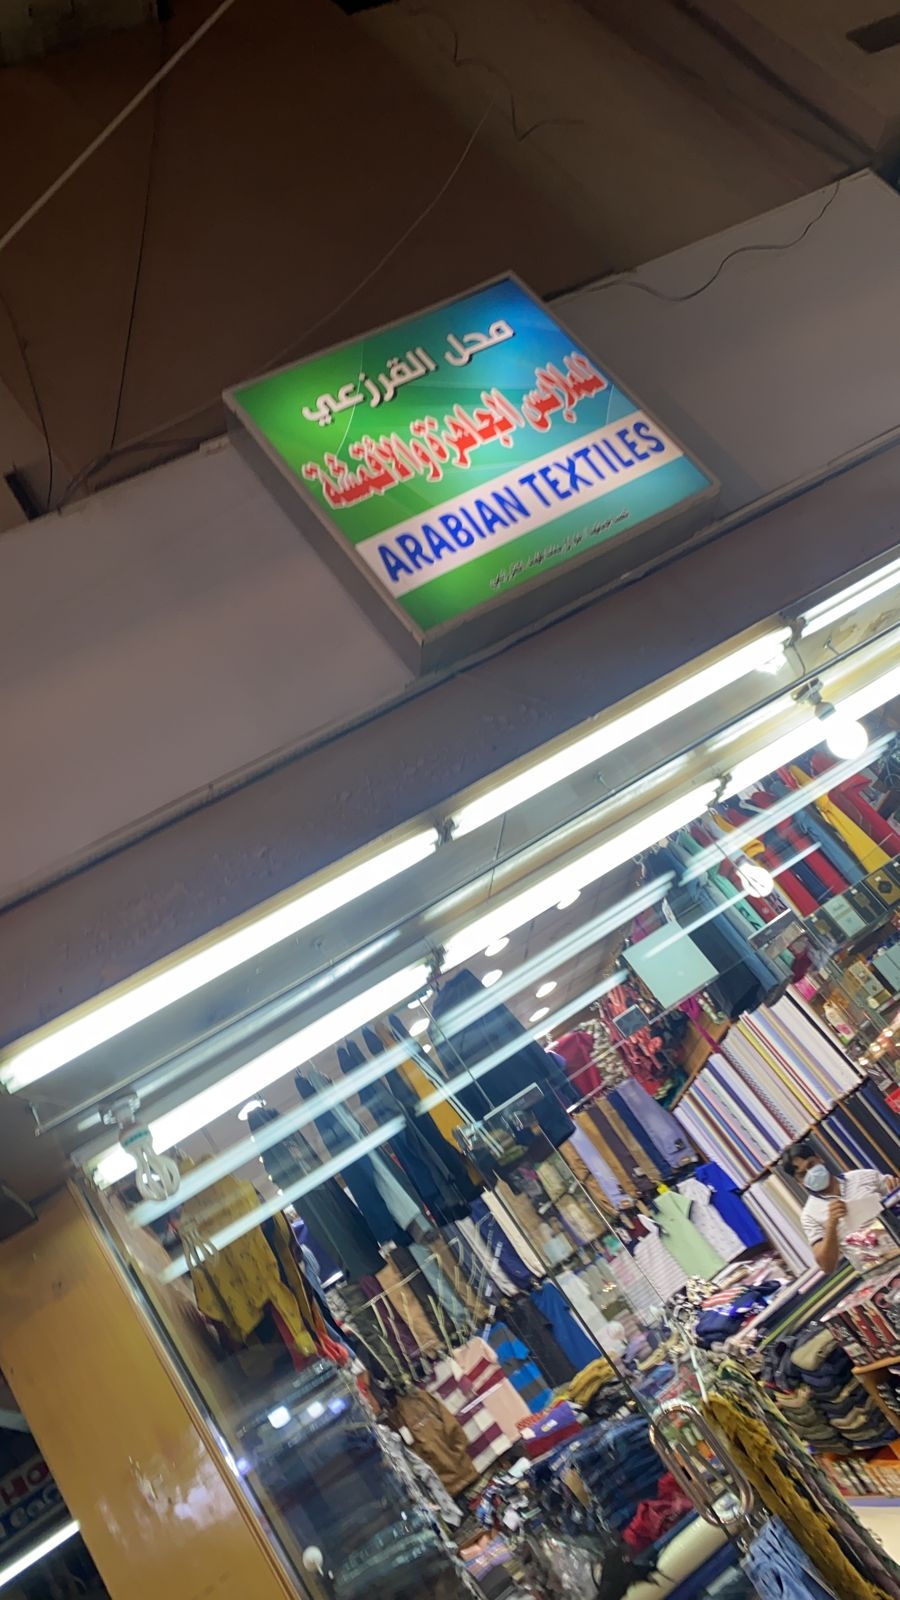 محل القرزعي
للملابس الجاهزة والأقمشة
ARABIAN TEXTILES